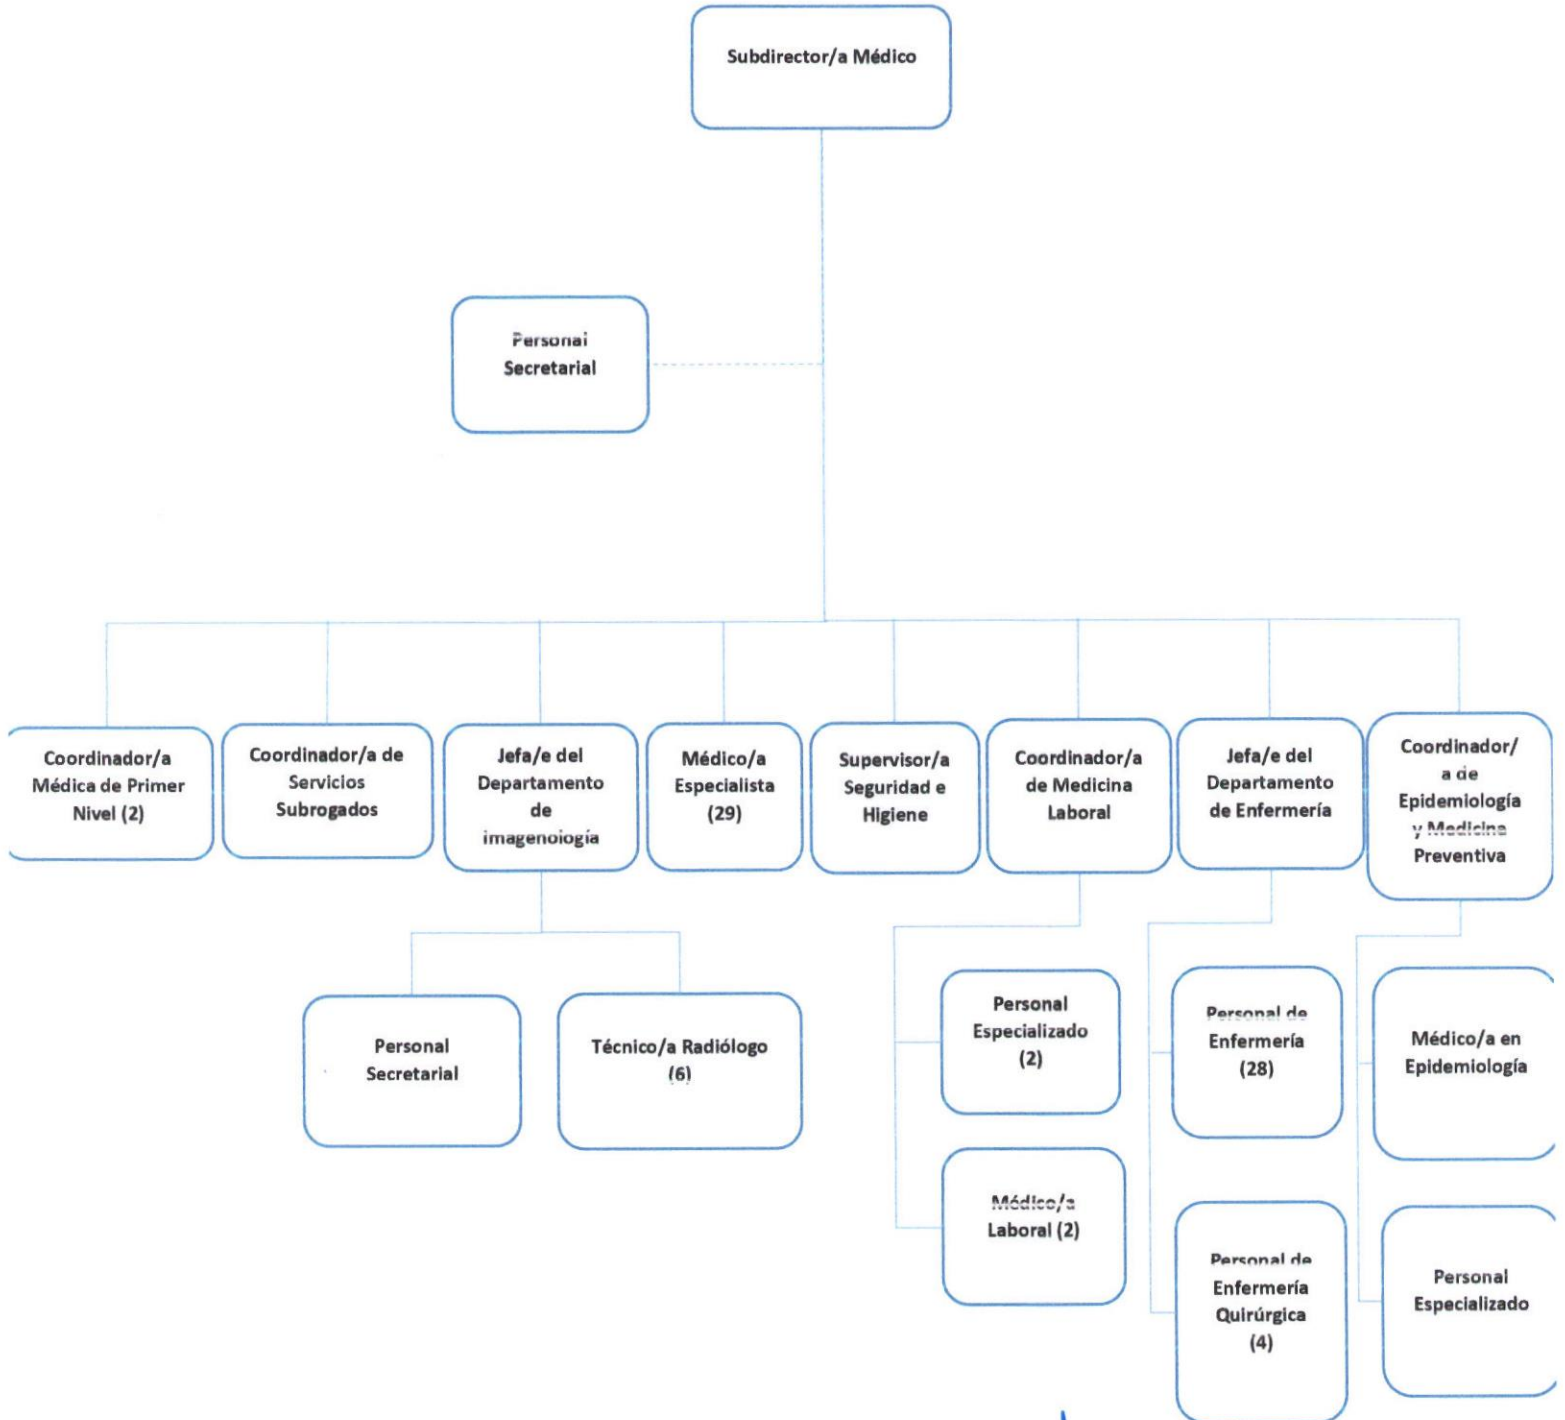 Subdirector/a Médico
Personal
Secretarial
Coordinador/a
Médica de Primer
Nivel (2)
Coordinador/a de
Servicios
Subrogados
Jefa/e del
Departamento
de
imagenología
Médico/a
Especialista
(29)
Supervisor/a
Seguridad e
Higiene
Coordinador/a
de Medicina
Laboral
Jefa/e del
Departamento
de Enfermería
Coordinador/
a de
Epidemiología
y Medicina
Preventiva
Personal
Secretarial
Técnico/a Radiólogo
(6)
Personal
Especializado
(2)
Médico/a
Laboral (2)
Personal de
Enfermería
(28)
Personal de
Enfermería
Quirúrgica
(4)
Médico/a en
Epidemiología
Personal
Especializado